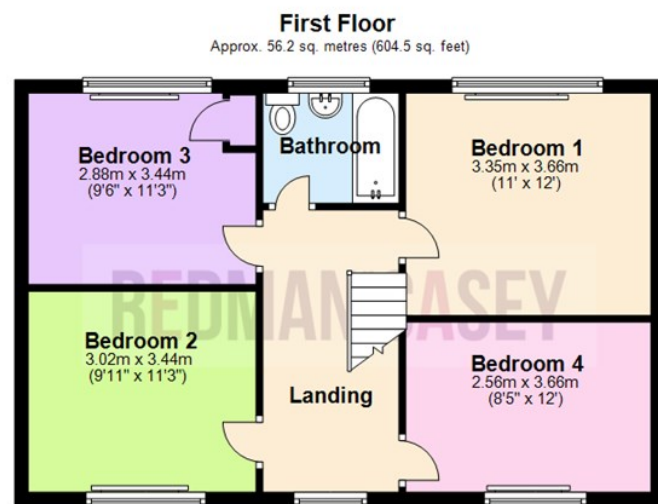 First Floor
Approx. 56.2 sq. metres (604.5 sq. feet)
Bedroom 3
2.88m x 3.44m
(9'6" x 11'3")
Bathroom
Bedroom 1
3.35m x 3.66m
(11' x 12')
REDMAN CASEY
Bedroom 2
3.02m x 3.44m
(9'11" x 11'3")
Landing
Bedroom 4
2.56m x 3.66m
(8'5" x 12')